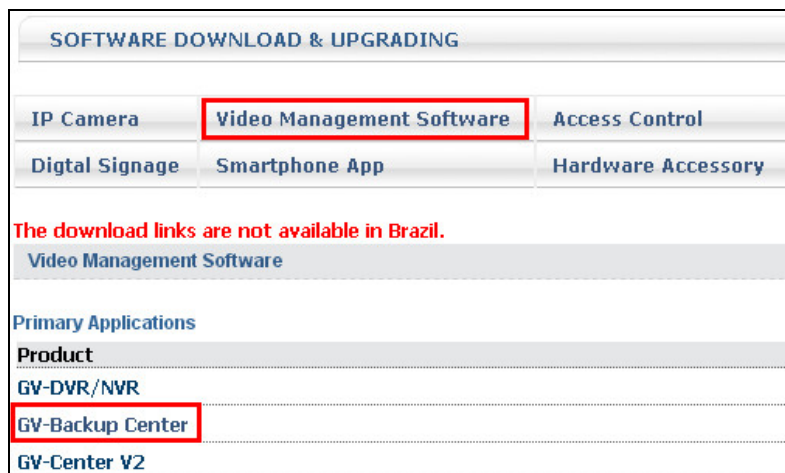 SOFTWARE DOWNLOAD & UPGRADING
IP Camera Video Management Software Access Control
Digtal Signage Smartphone App Hardware Accessory
The download links are not available in Brazil.
Video Management Software
Primary Applications
Product
GV-DVR/NVR
GV-Backup Center
GV-Center V2